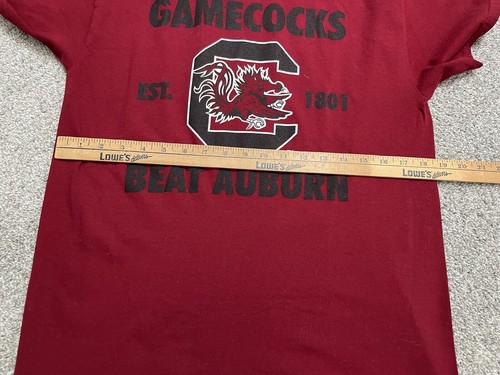 GAMECOCKS
EST. 1801
LOWE'S LOWE'S LOWE'S
BEAT AUBURN